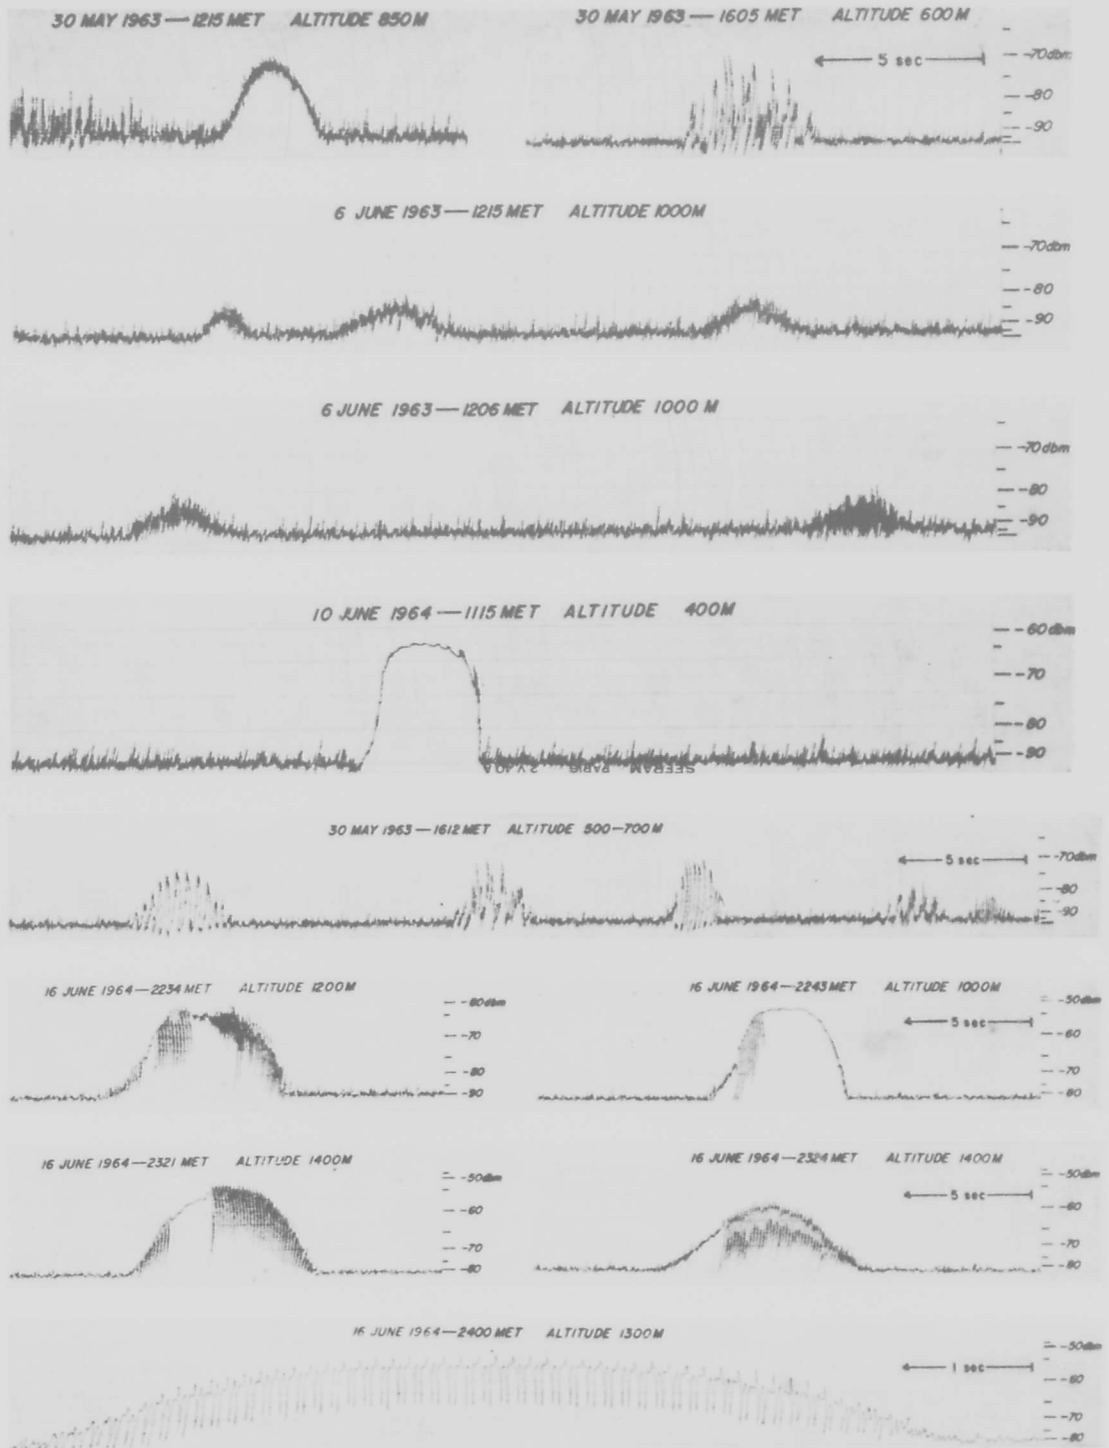 30 MAY 1963—1215 MET ALTITUDE 850M
30 MAY 1963—1605 MET ALTITUDE 600M
-70dbm
5 sec
-80
-90
6 JUNE 1963—1215 MET ALTITUDE 1000M
-70dbm
-80
-90
6 JUNE 1963—1206 MET ALTITUDE 1000 M
-70dbm
-80
-90
10 JUNE 1964—1115 MET ALTITUDE 400M
-60dbm
-70
-80
-90
30 MAY 1963—1612 MET ALTITUDE 500-700M
5 sec
-70dbm
-80
-90
16 JUNE 1964—2234 MET ALTITUDE 1200M
-60dbm
-70
-80
-90
16 JUNE 1964—2243 MET ALTITUDE 1000M
-50dbm
5 sec
-60
-70
-80
16 JUNE 1964—2321 MET ALTITUDE 1400M
-50dbm
-60
-70
-80
16 JUNE 1964—2324 MET ALTITUDE 1400M
-50dbm
5 sec
-60
-70
-80
16 JUNE 1964—2400 MET ALTITUDE 1300M
-50dbm
1 sec
-60
-70
-80